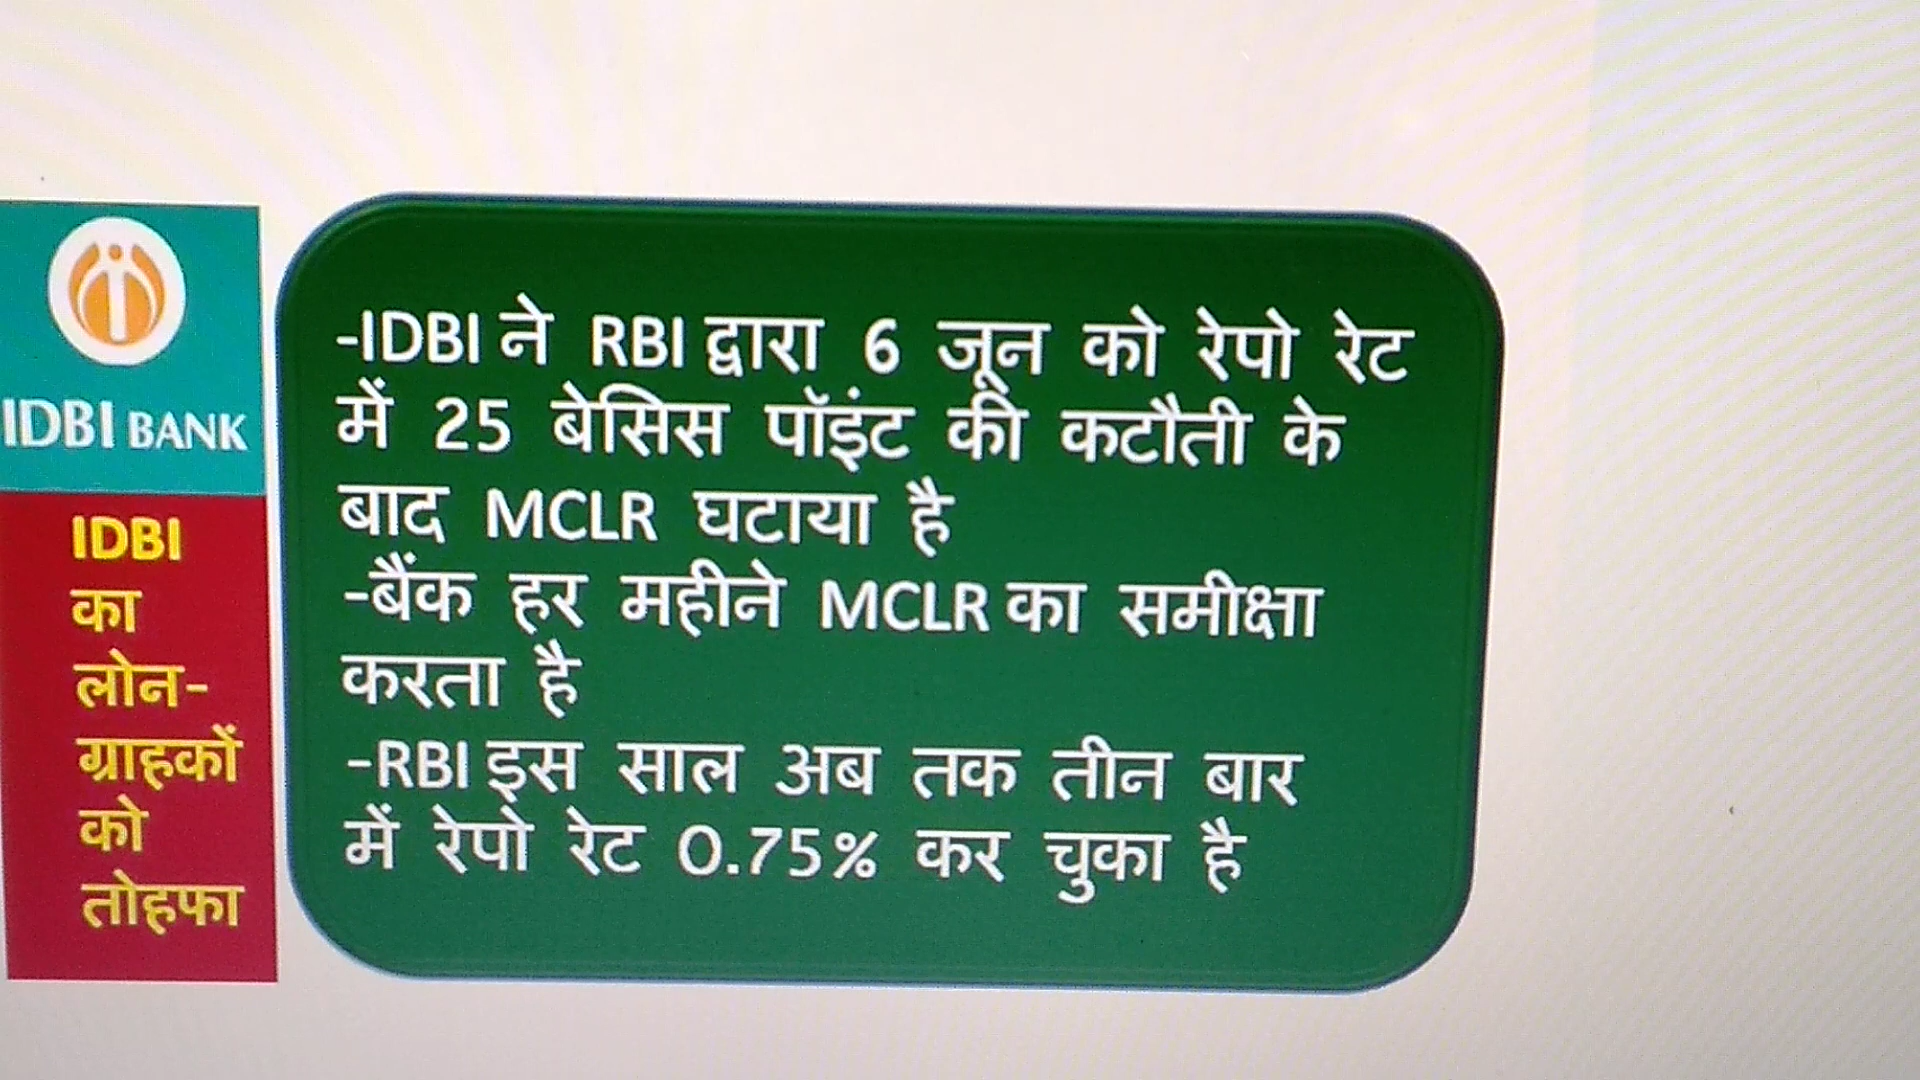 IDBI BANK
IDBI
का
लोन-
ग्राहकों
को
तोहफा
-IDBI ने RBI द्वारा 6 जून को रेपो रेट
में 25 बेसिस पॉइंट की कटौती के
बाद MCLR घटाया है
-बैंक हर महीने MCLR का समीक्षा
करता है
-RBI इस साल अब तक तीन बार
में रेपो रेट 0.75% कर चुका है